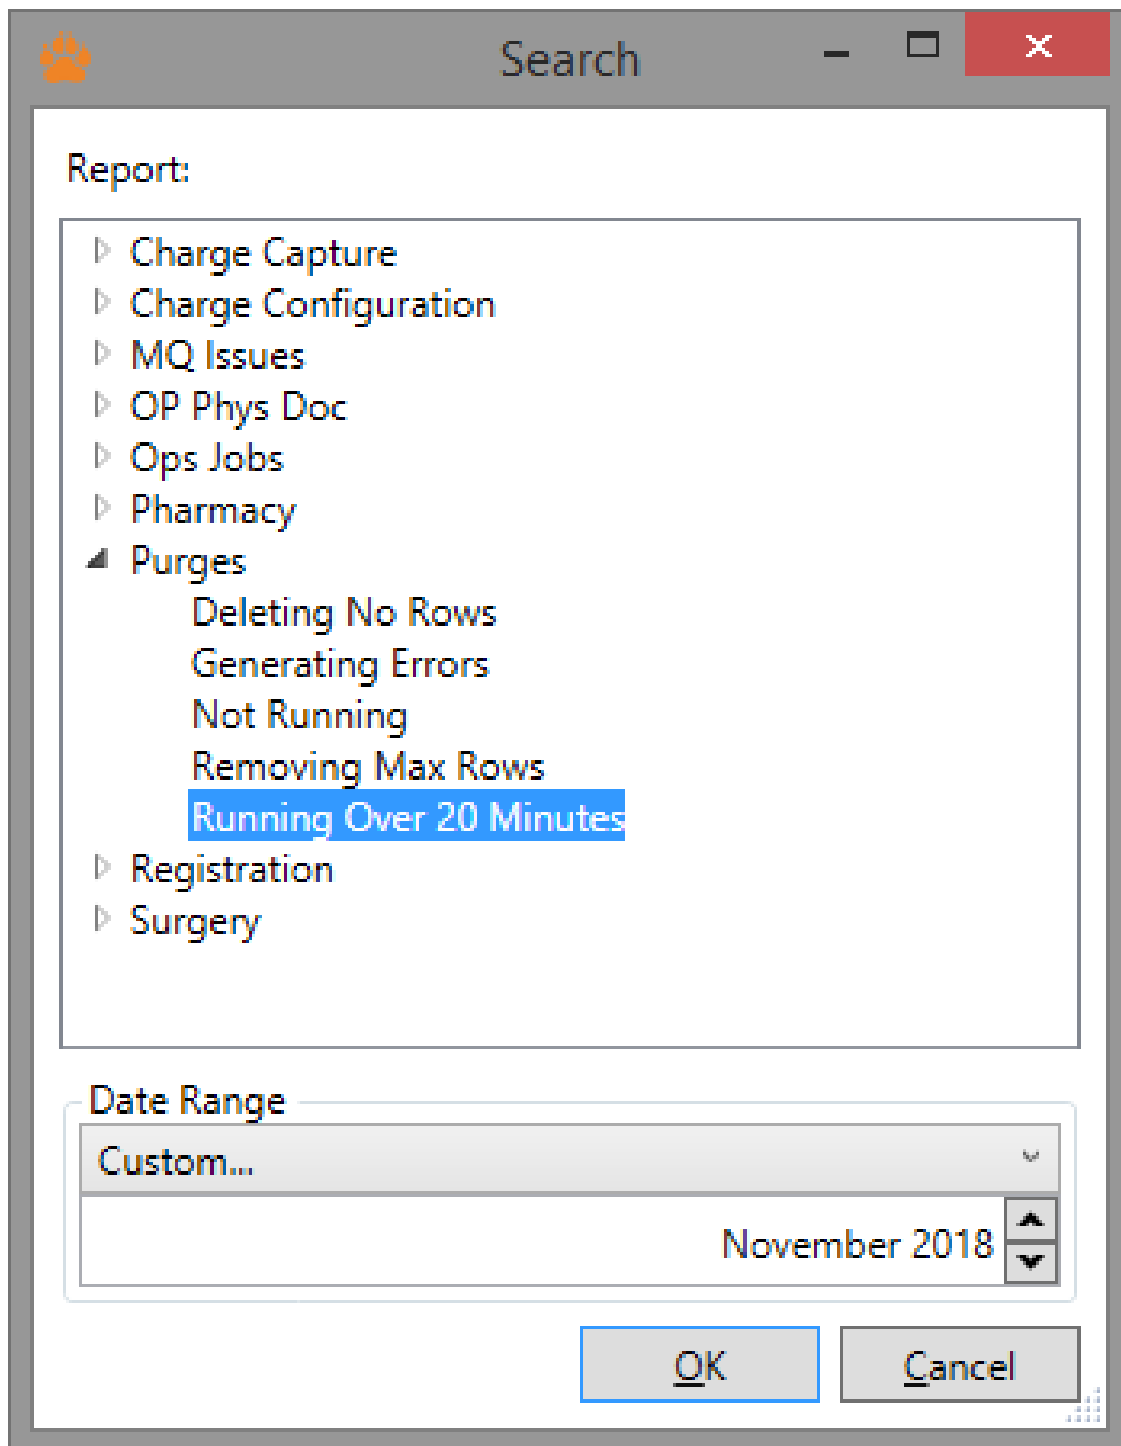 Search
Report:
Charge Capture
Charge Configuration
MQ Issues
OP Phys Doc
Ops Jobs
Pharmacy
Purges
Deleting No Rows
Generating Errors
Not Running
Removing Max Rows
Running Over 20 Minutes
Registration
Surgery
Date Range
Custom...
November 2018
OK Cancel